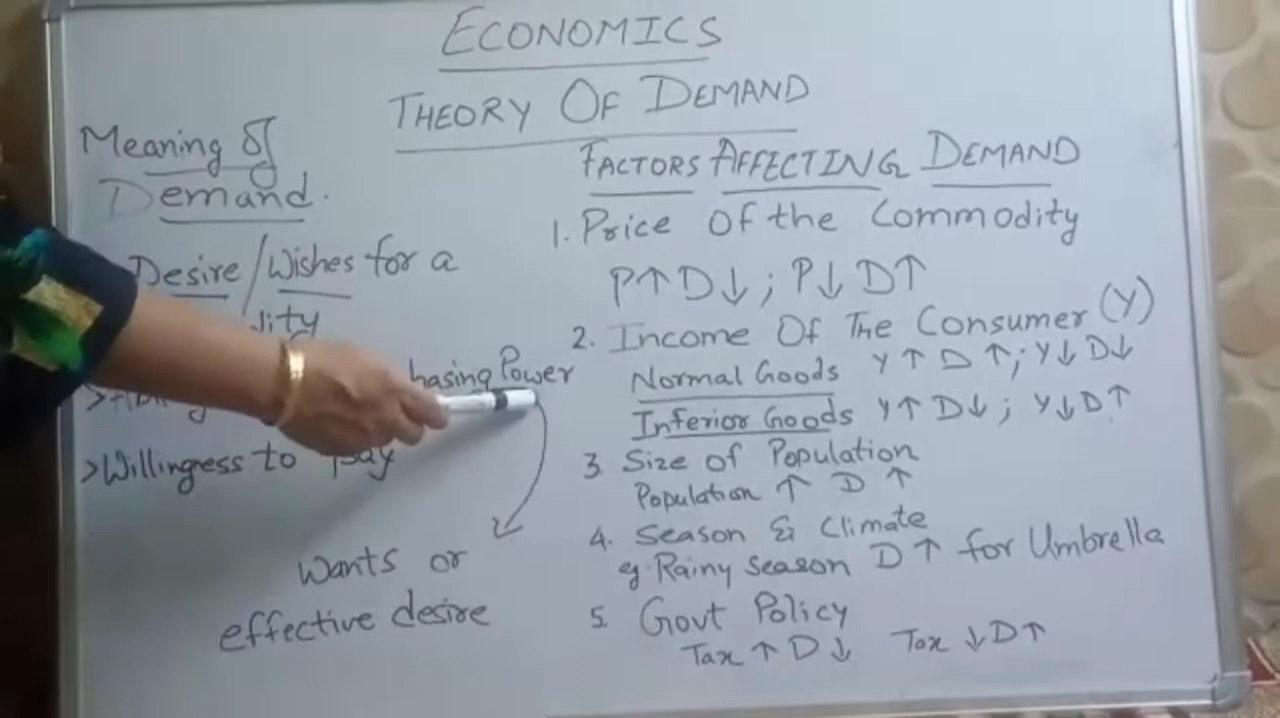 ECONOMICS
THEORY OF DEMAND
Meaning of
Demand.
Desire/Wishes for a
Power
>Willingness to Pay
Wants or
effective desire
FACTORS AFFECTING DEMAND
1. Price Of the Commodity
P↑ D↓ ; P↓ D↑
2. Income Of The Consumer (Y)
Normal Goods Y ↑ D ↑ ; Y↓ D↓
Inferior Goods Y↑ D↓ ; Y↓ D↑
3 Size of Population
Population ↑ D ↑
4. Season & Climate
eg. Rainy season D ↑ for Umbrella
5. Govt Policy
Tax ↑ D ↓ Tax ↓ D↑